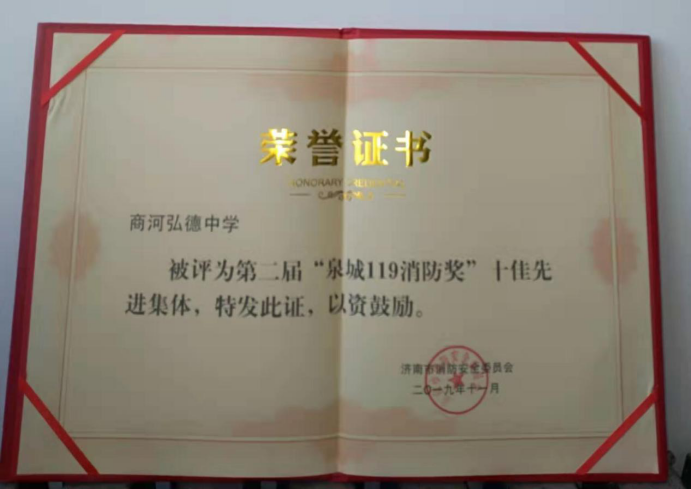 荣誉证书
HONORARY
商河弘德中学
被评为第二届“泉城119消防奖”十佳先
进集体，特发此证，以资鼓励。
济南市消防安全委员会
二〇一九年十一月